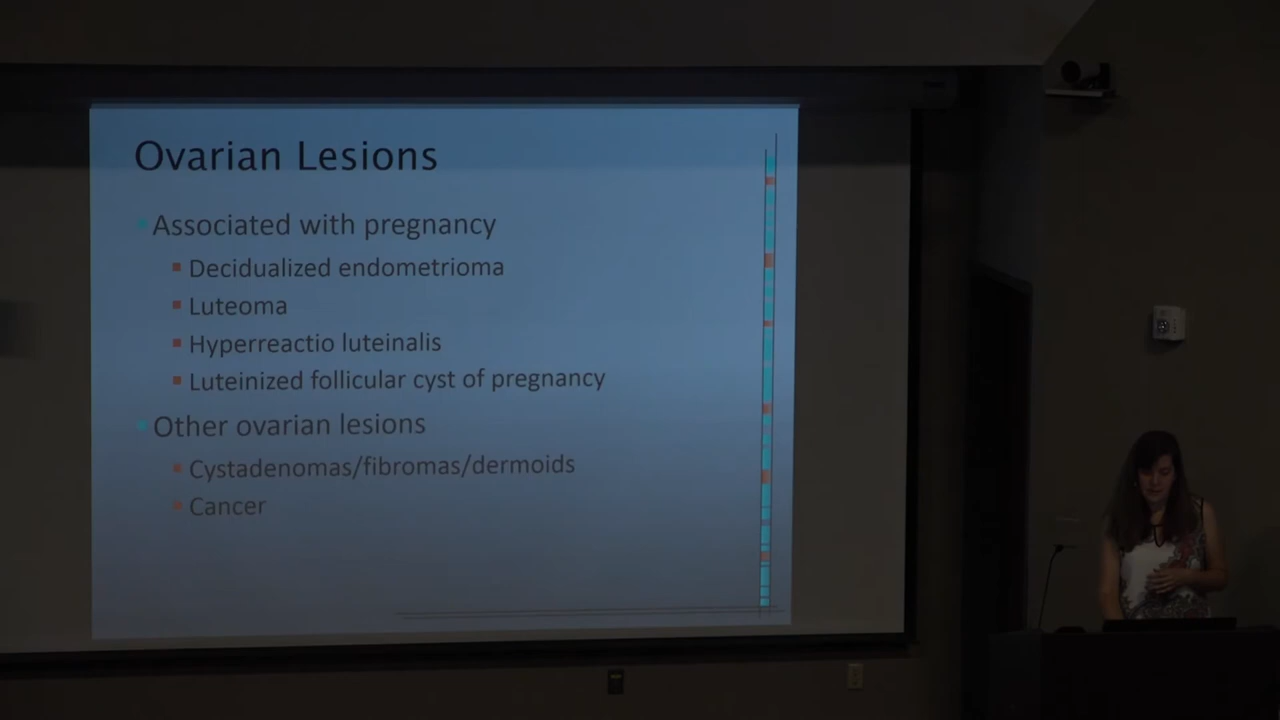 Ovarian Lesions
Associated with pregnancy
Decidualized endometrioma
Luteoma
Hyperreactio luteinalis
Luteinized follicular cyst of pregnancy
Other ovarian lesions
Cystadenomas/fibromas/dermoids
Cancer